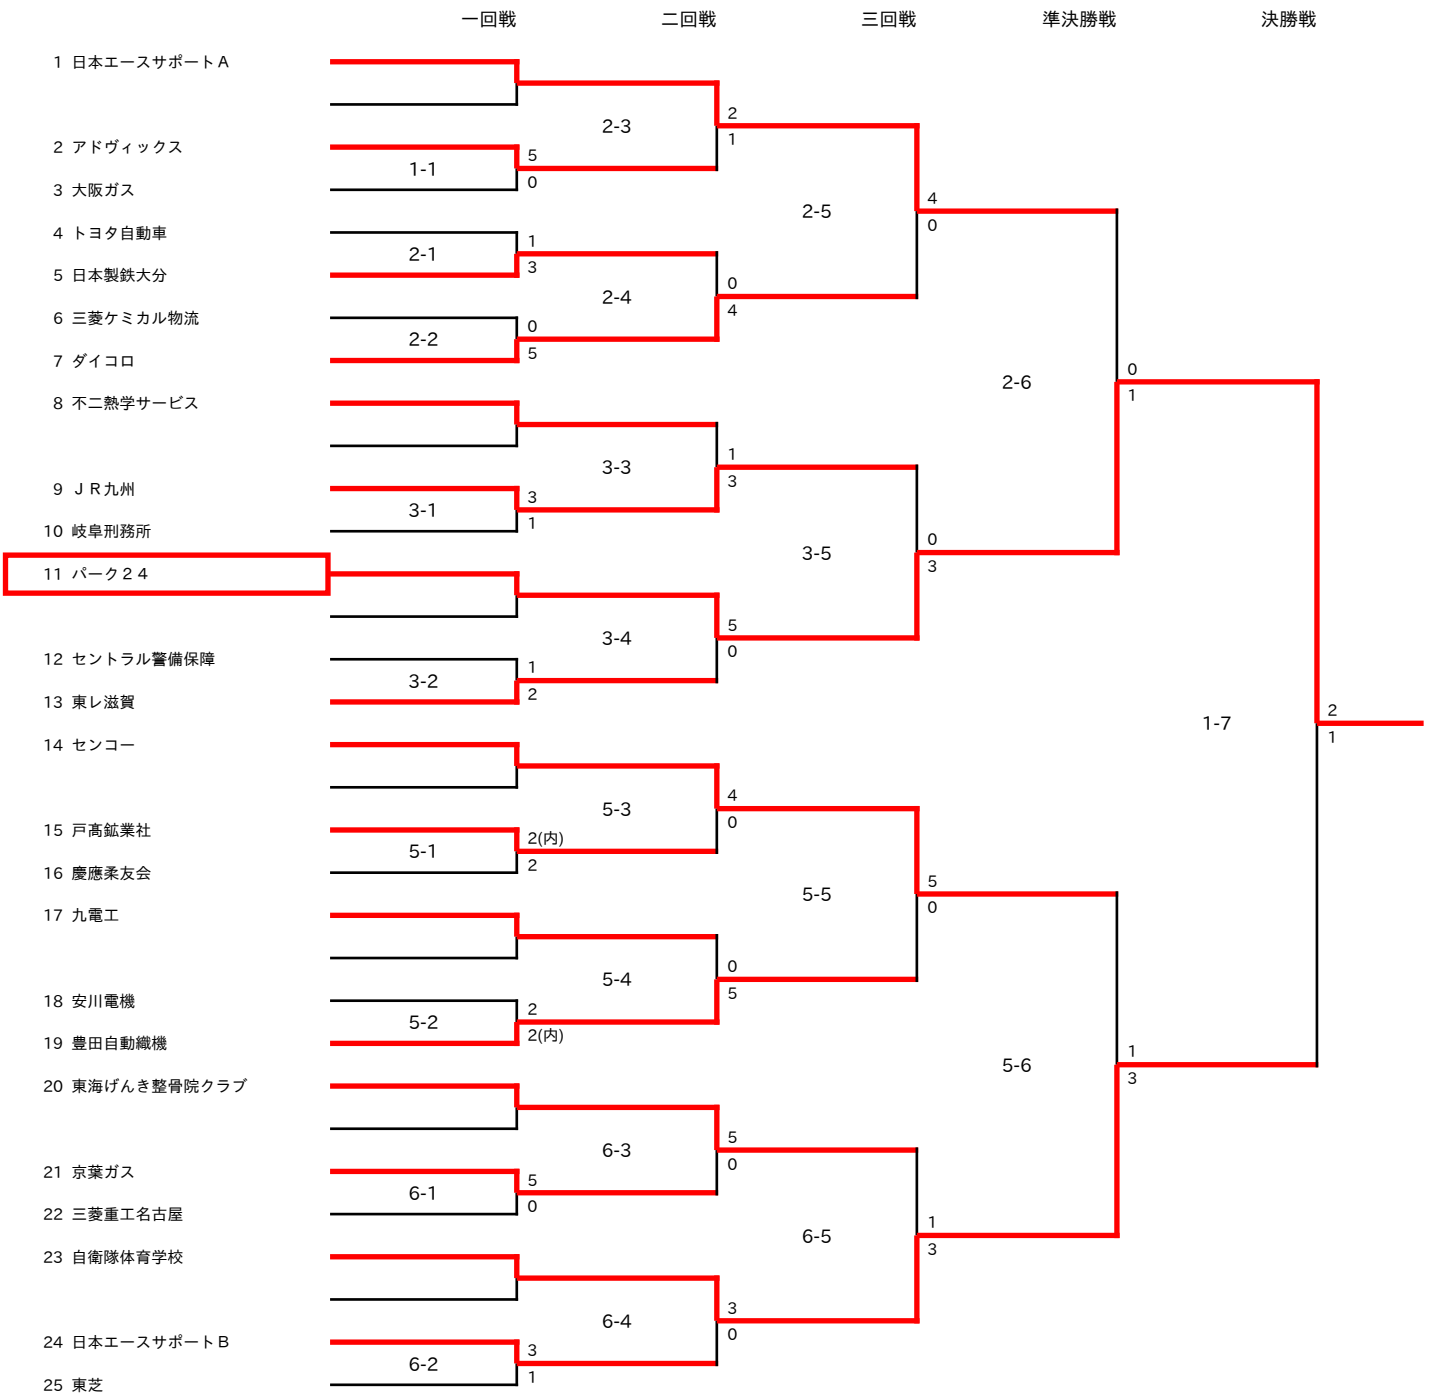 一回戦 二回戦 三回戦 準決勝戦 決勝戦
1 日本エースサポートA
2
2-3
1
2 アドヴィックス
5
1-1
0
3 大阪ガス
4
2-5
0
4 トヨタ自動車
1
2-1
3
5 日本製鉄大分
0
2-4
4
6 三菱ケミカル物流
0
2-2
5
7 ダイコロ
0
2-6
1
8 不二熱学サービス
1
3-3
3
9 JR九州
3
3-1
1
10 岐阜刑務所
0
3-5
3
11 パーク24
5
3-4
0
12 セントラル警備保障
1
3-2
2
13 東レ滋賀
2
1-7
1
14 センコー
4
5-3
0
15 戸髙鉱業社
2(内)
5-1
2
16 慶應柔友会
5
5-5
0
17 九電工
0
5-4
5
18 安川電機
2
5-2
2(内)
19 豊田自動織機
1
5-6
3
20 東海げんき整骨院クラブ
5
6-3
0
21 京葉ガス
5
6-1
0
22 三菱重工名古屋
1
6-5
3
23 自衛隊体育学校
3
6-4
0
24 日本エースサポートB
3
6-2
1
25 東芝